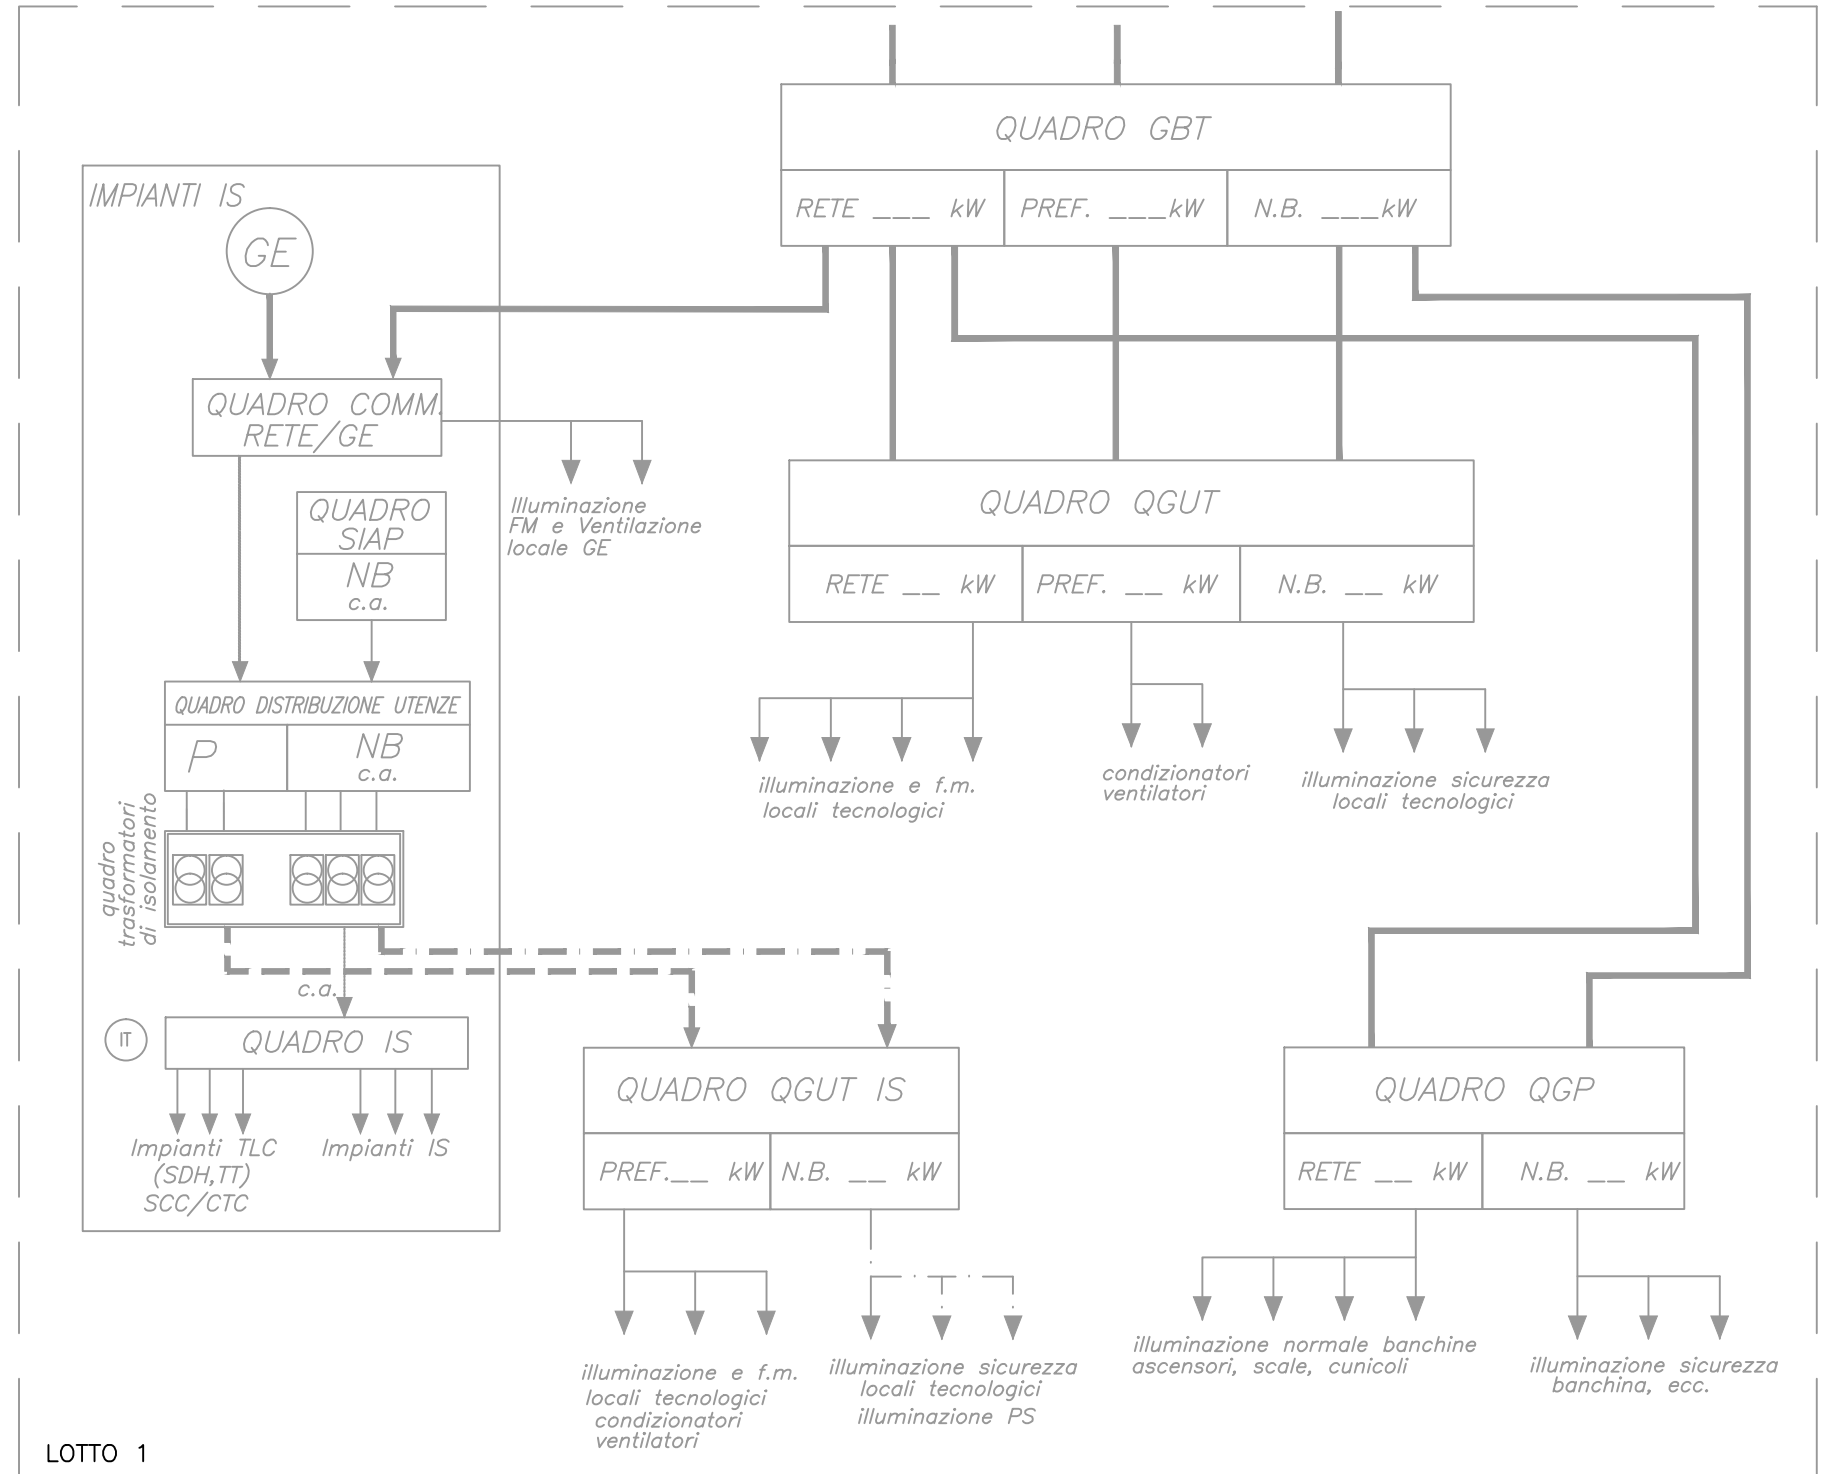 QUADRO GBT
RETE ___ kW
PREF. ___kW
N.B. ___kW
IMPIANTI IS
GE
QUADRO COMM.
RETE/GE
Illuminazione
FM e Ventilazione
locale GE
QUADRO
SIAP
NB
c.a.
QUADRO QGUT
RETE __ kW
PREF. __ kW
N.B. __ kW
QUADRO DISTRIBUZIONE UTENZE
P
NB
c.a.
illuminazione e f.m.
locali tecnologici
condizionatori
ventilatori
illuminazione sicurezza
locali tecnologici
quadro
trasformatori
di isolamento
c.a.
IT
QUADRO IS
Impianti TLC
(SDH,TT)
SCC/CTC
Impianti IS
QUADRO QGUT IS
PREF.__ kW
N.B. __ kW
QUADRO QGP
RETE __ kW
N.B. __ kW
illuminazione e f.m.
locali tecnologici
condizionatori
ventilatori
illuminazione sicurezza
locali tecnologici
illuminazione PS
illuminazione normale banchine
ascensori, scale, cunicoli
illuminazione sicurezza
banchina, ecc.
LOTTO 1